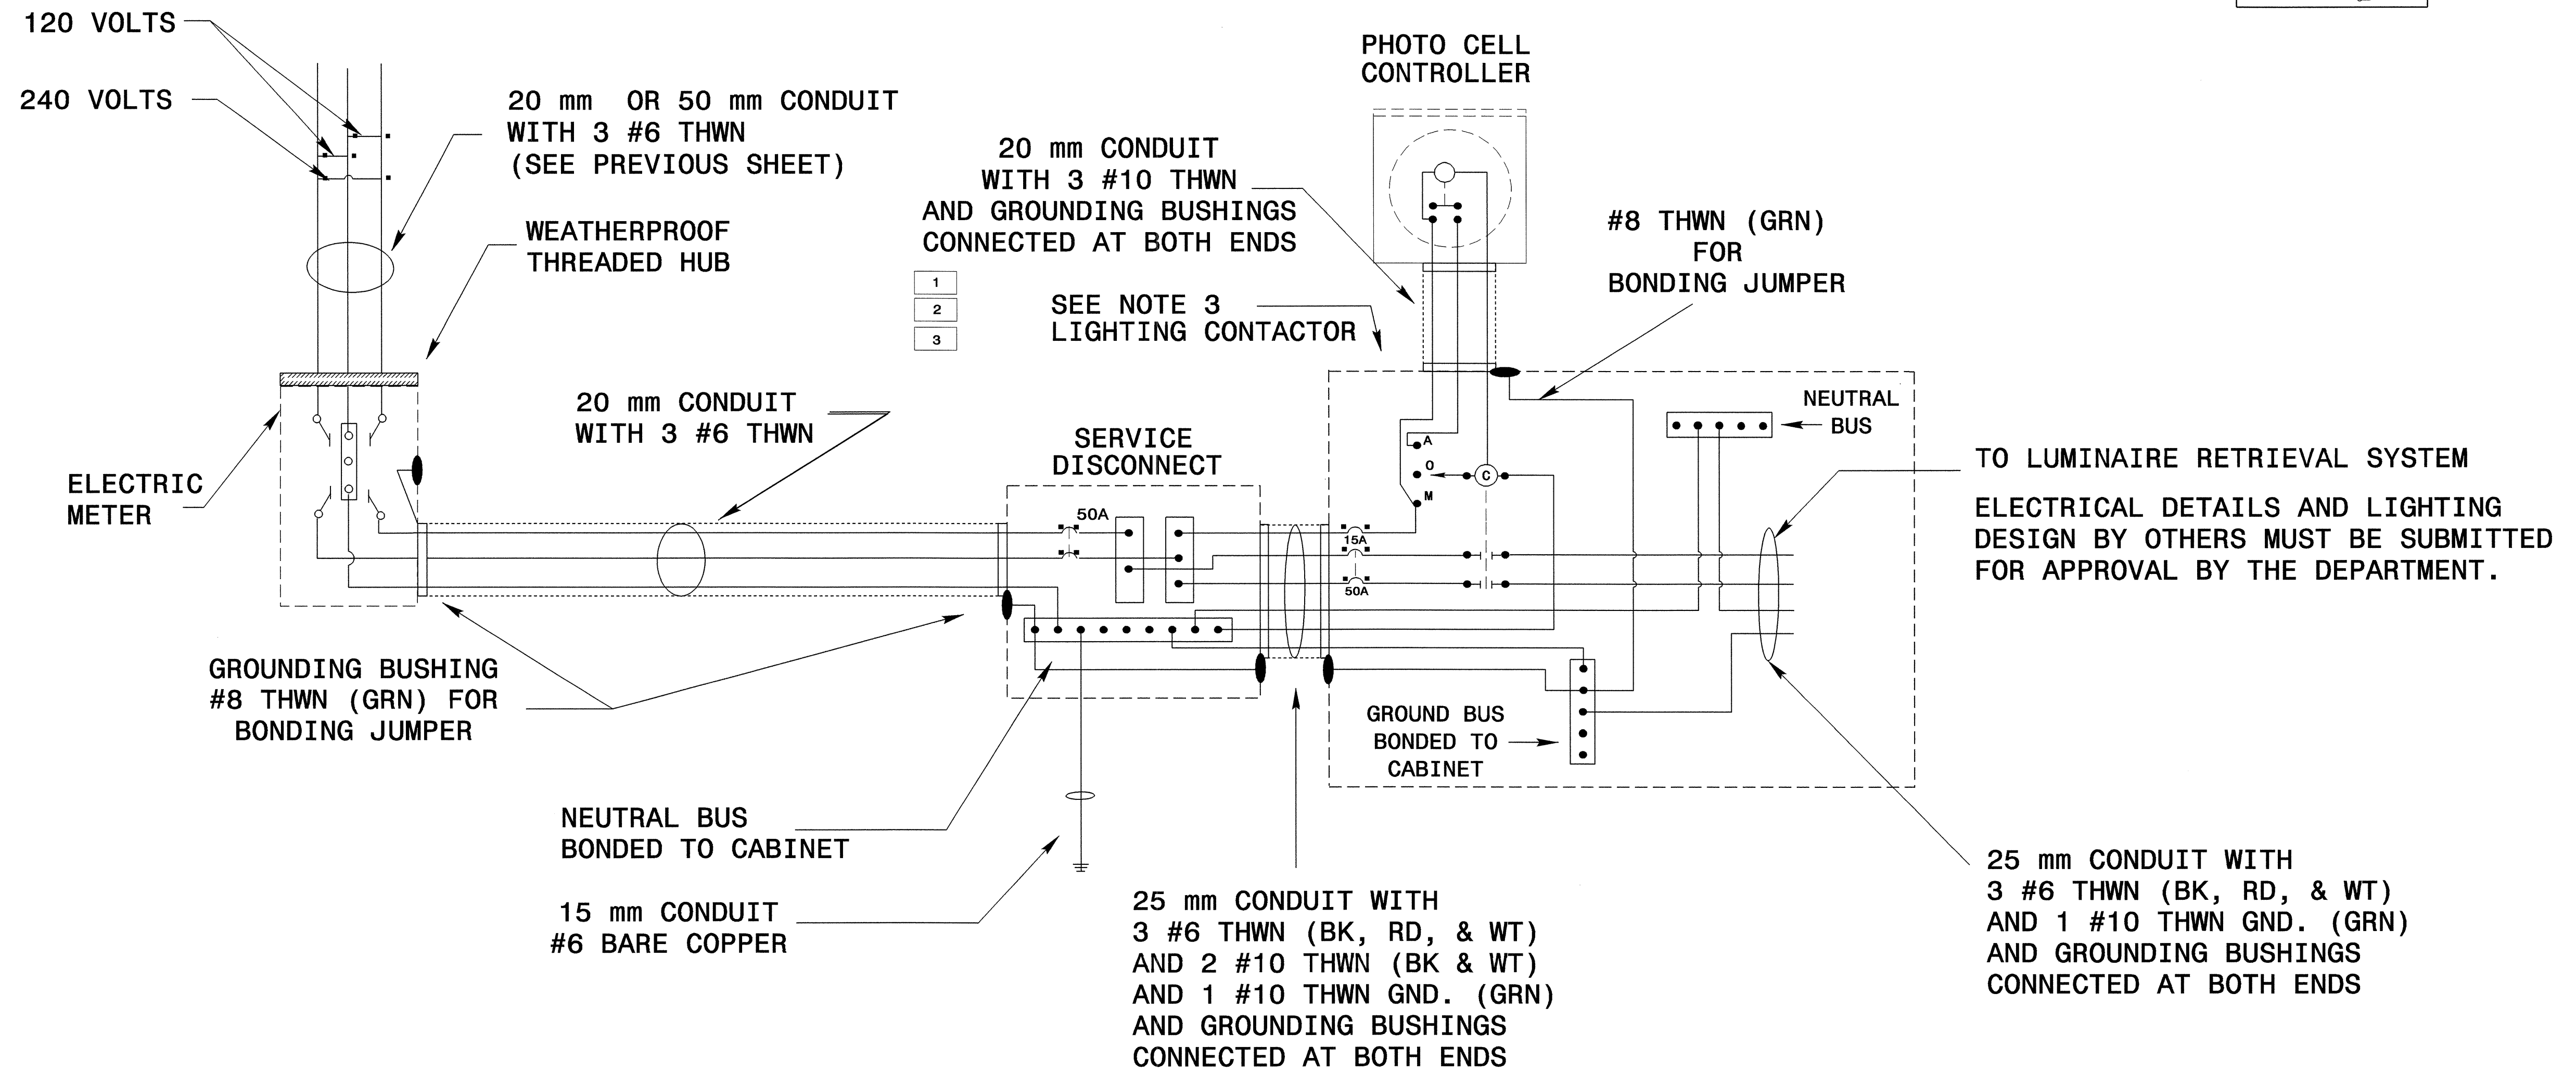 120 VOLTS
240 VOLTS
20 mm OR 50 mm CONDUIT
WITH 3 #6 THWN
(SEE PREVIOUS SHEET)
WEATHERPROOF
THREADED HUB
ELECTRIC
METER
20 mm CONDUIT
WITH 3 #6 THWN
GROUNDING BUSHING
#8 THWN (GRN) FOR
BONDING JUMPER
PHOTO CELL
CONTROLLER
20 mm CONDUIT
WITH 3 #10 THWN
AND GROUNDING BUSHINGS
CONNECTED AT BOTH ENDS
1
2
3
SEE NOTE 3
LIGHTING CONTACTOR
#8 THWN (GRN)
FOR
BONDING JUMPER
SERVICE
DISCONNECT
50A
A
O
M
C
15A
50A
NEUTRAL
BUS
GROUND BUS
BONDED TO
CABINET
NEUTRAL BUS
BONDED TO CABINET
15 mm CONDUIT
#6 BARE COPPER
25 mm CONDUIT WITH
3 #6 THWN (BK, RD, & WT)
AND 2 #10 THWN (BK & WT)
AND 1 #10 THWN GND. (GRN)
AND GROUNDING BUSHINGS
CONNECTED AT BOTH ENDS
TO LUMINAIRE RETRIEVAL SYSTEM
ELECTRICAL DETAILS AND LIGHTING
DESIGN BY OTHERS MUST BE SUBMITTED
FOR APPROVAL BY THE DEPARTMENT.
25 mm CONDUIT WITH
3 #6 THWN (BK, RD, & WT)
AND 1 #10 THWN GND. (GRN)
AND GROUNDING BUSHINGS
CONNECTED AT BOTH ENDS